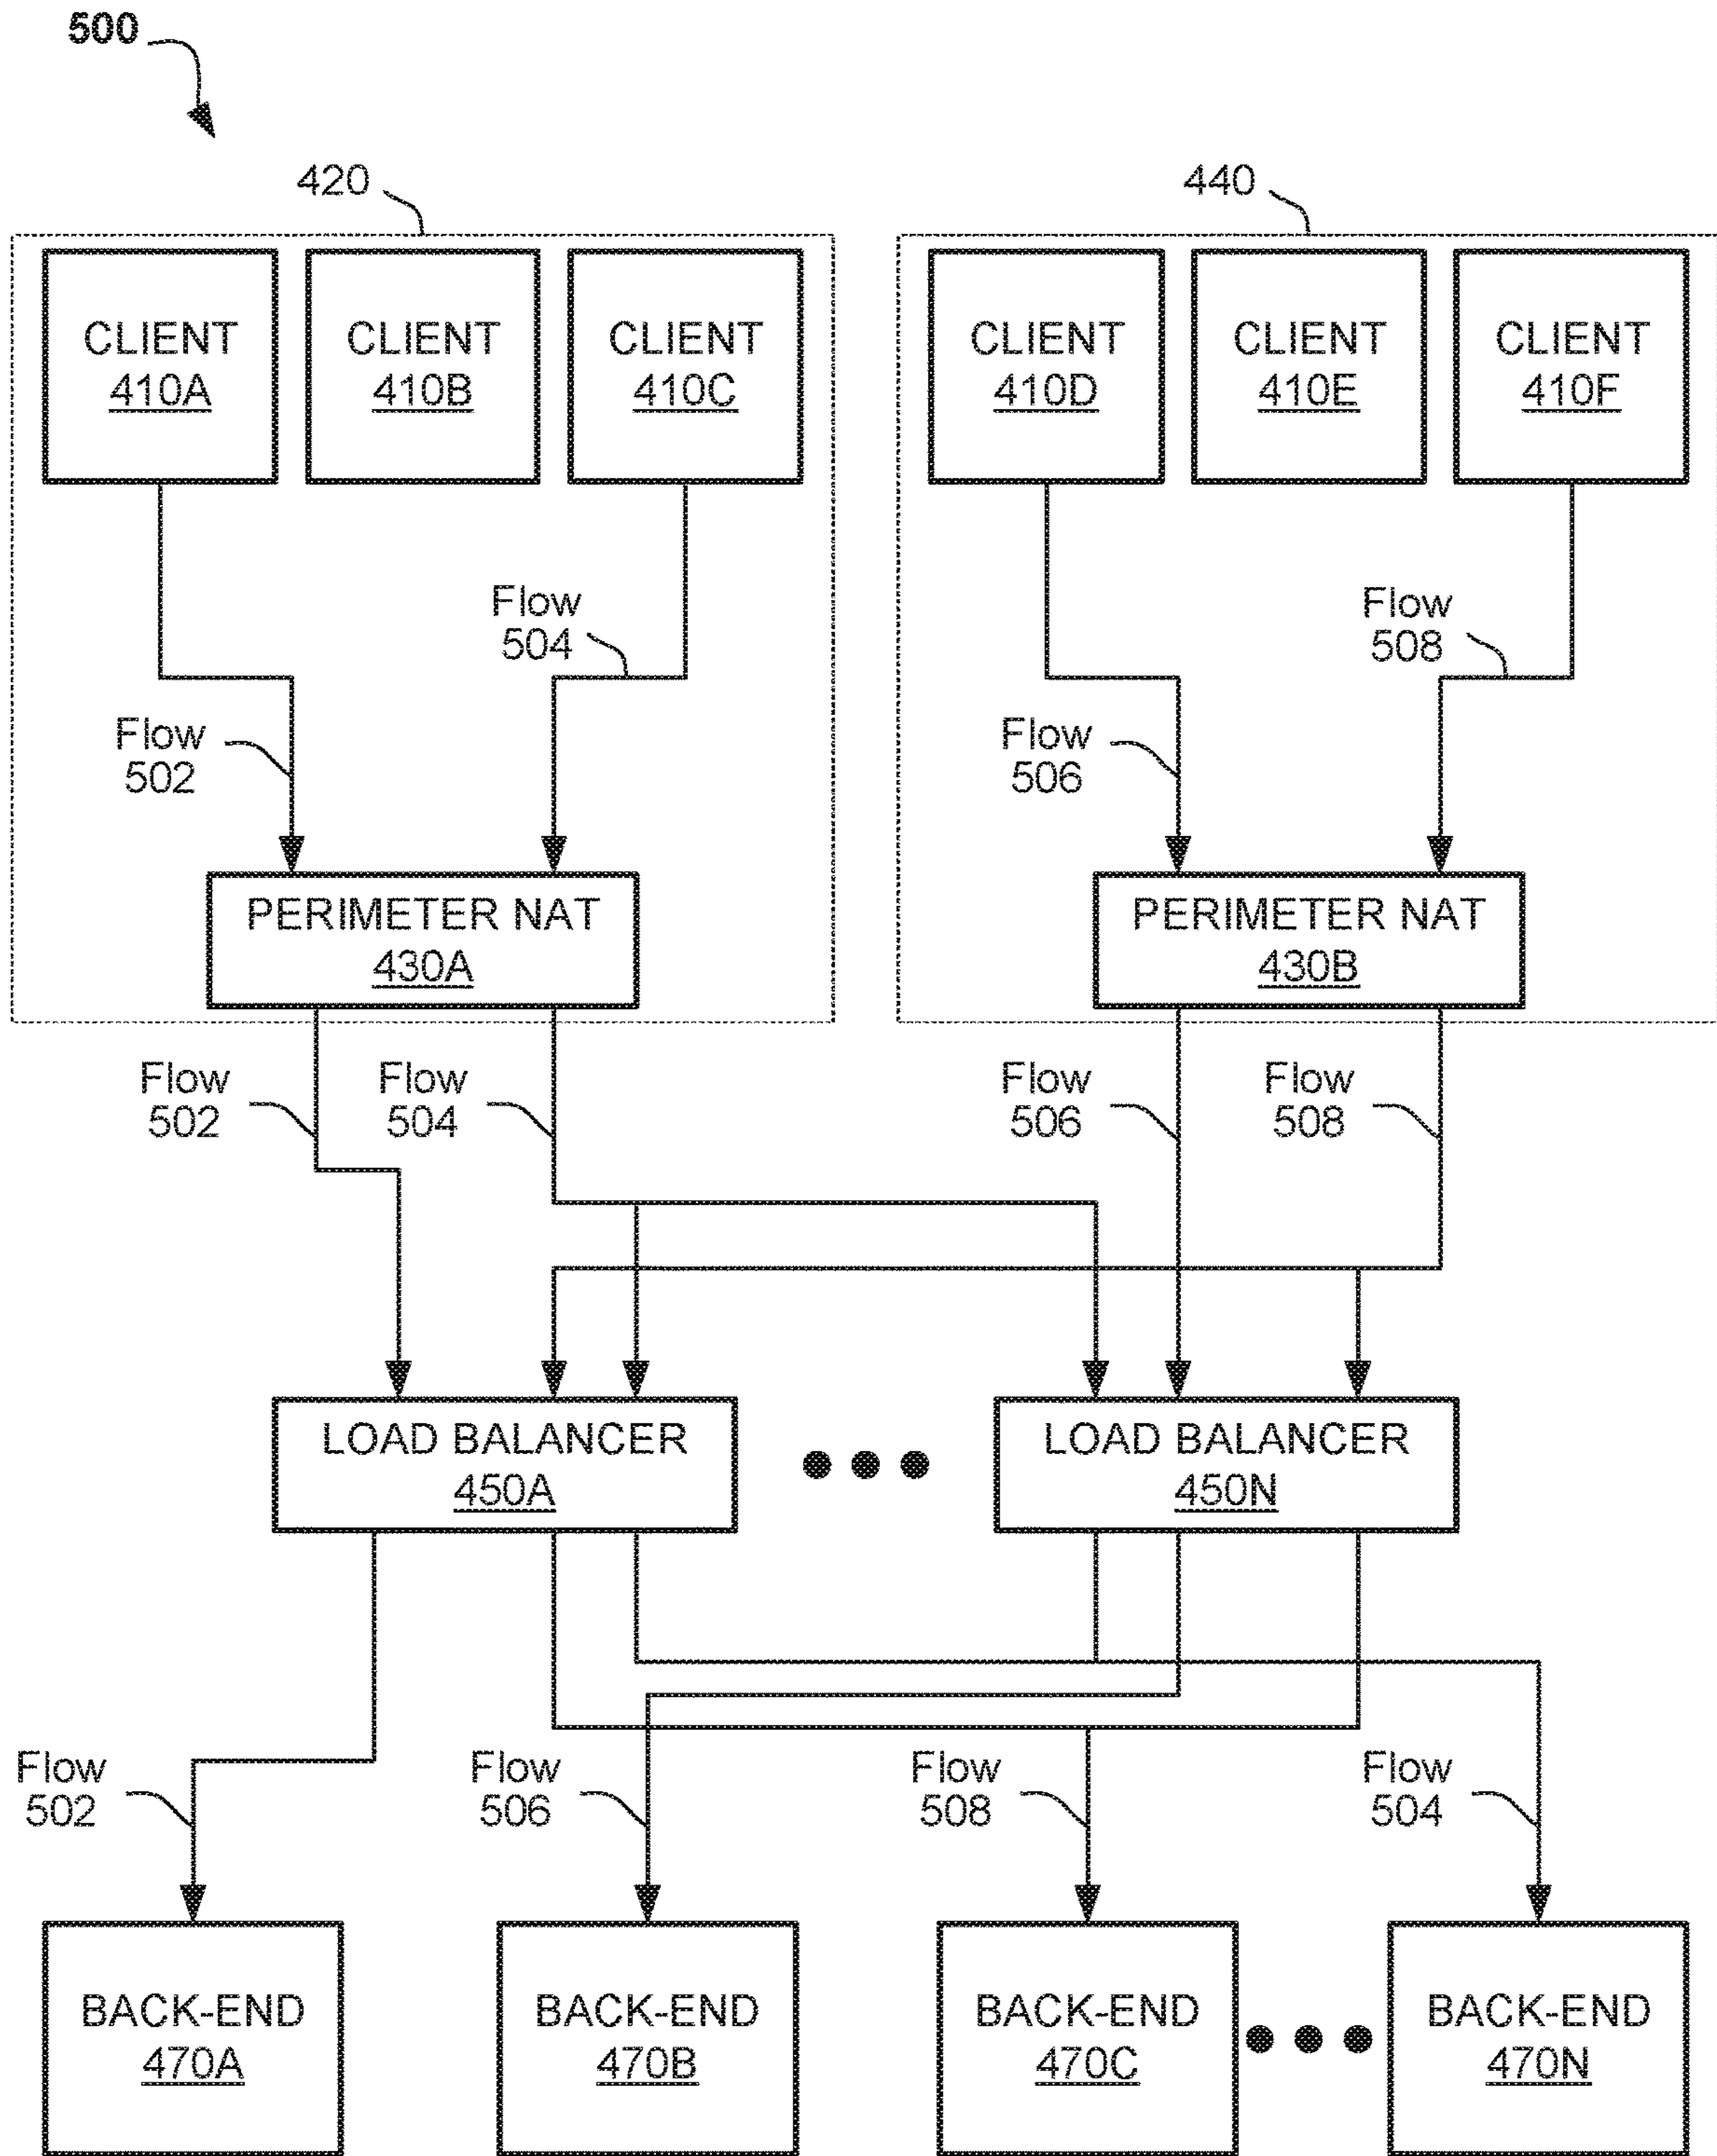 500
420
440
CLIENT
410A
CLIENT
410B
CLIENT
410C
CLIENT
410D
CLIENT
410E
CLIENT
410F
Flow
504
Flow
508
Flow
502
Flow
506
PERIMETER NAT
430A
PERIMETER NAT
430B
Flow
502
Flow
504
Flow
506
Flow
508
LOAD BALANCER
450A
LOAD BALANCER
450N
Flow
502
Flow
506
Flow
508
Flow
504
BACK-END
470A
BACK-END
470B
BACK-END
470C
BACK-END
470N